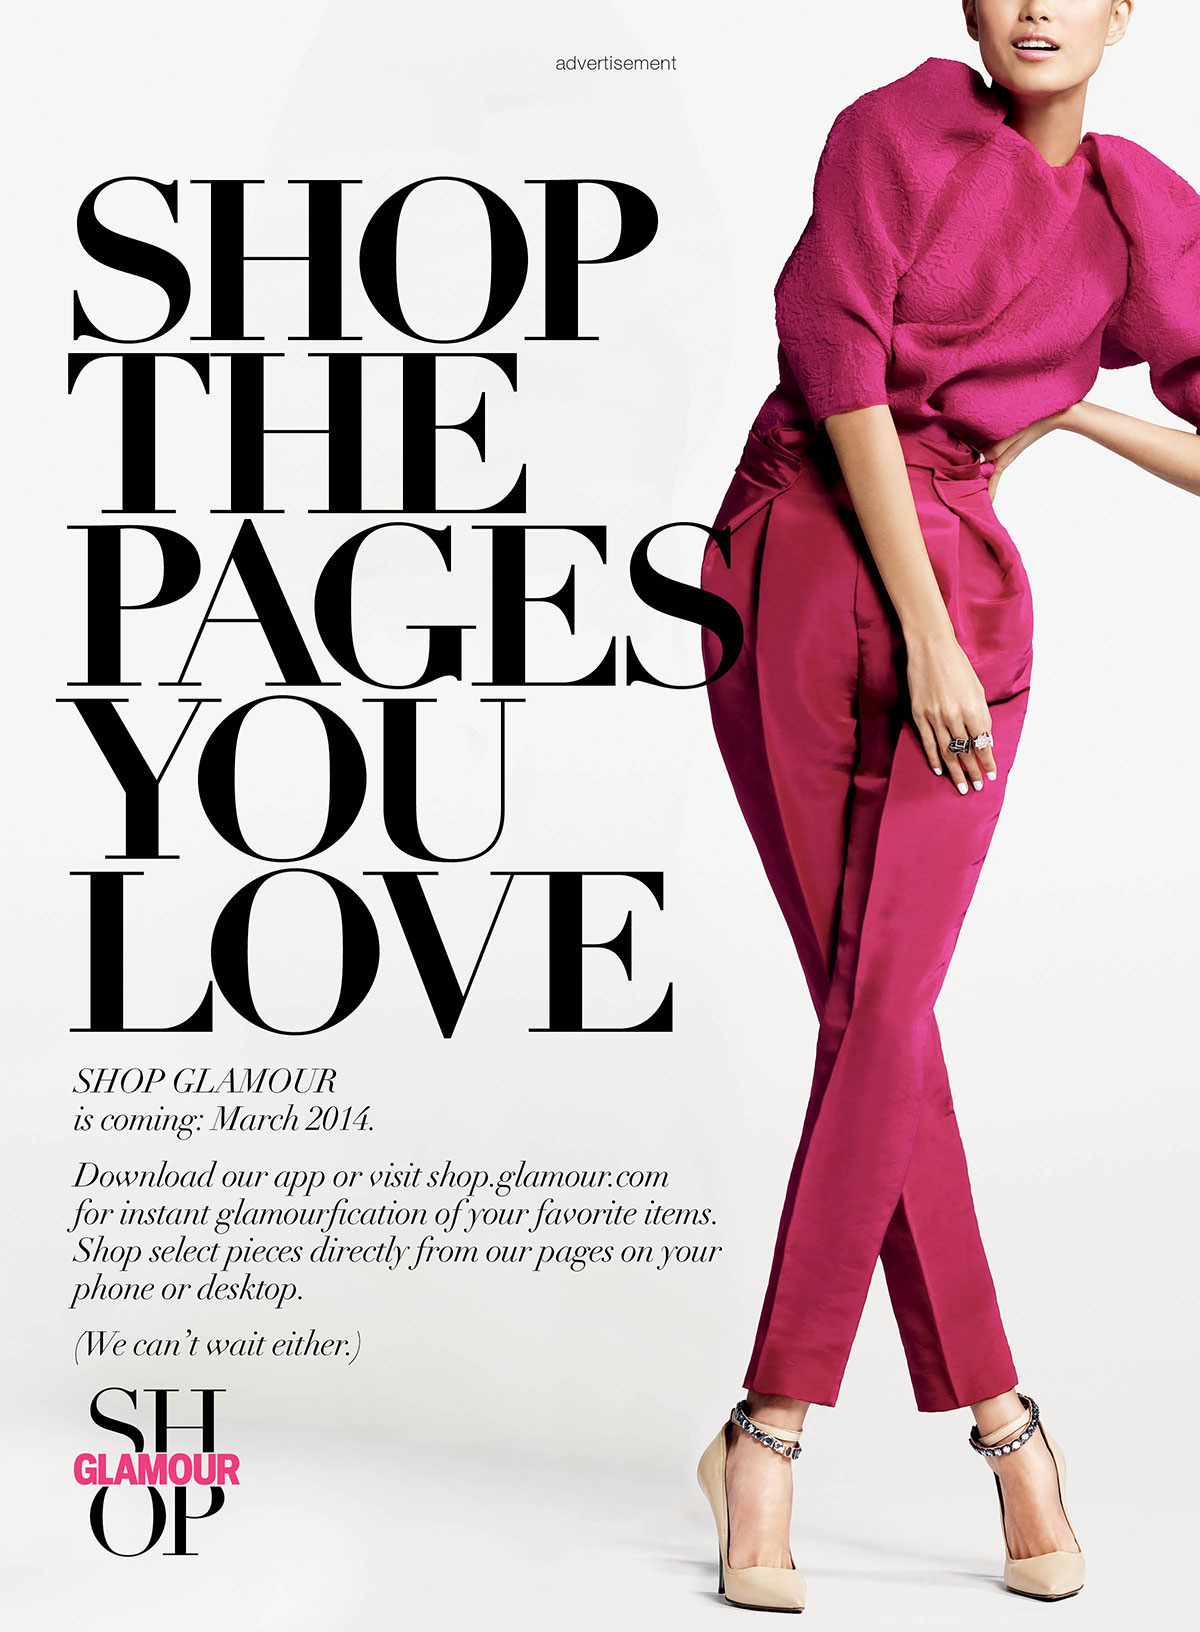 advertisement
SHOP
THE
PAGES
YOU
LOVE
SHOP GLAMOUR
is coming: March 2014.
Download our app or visit shop.glamour.com
for instant glamourfication of your favorite items.
Shop select pieces directly from our pages on your
phone or desktop.
(We can't wait either.)
SH
GLAMOUR
OP